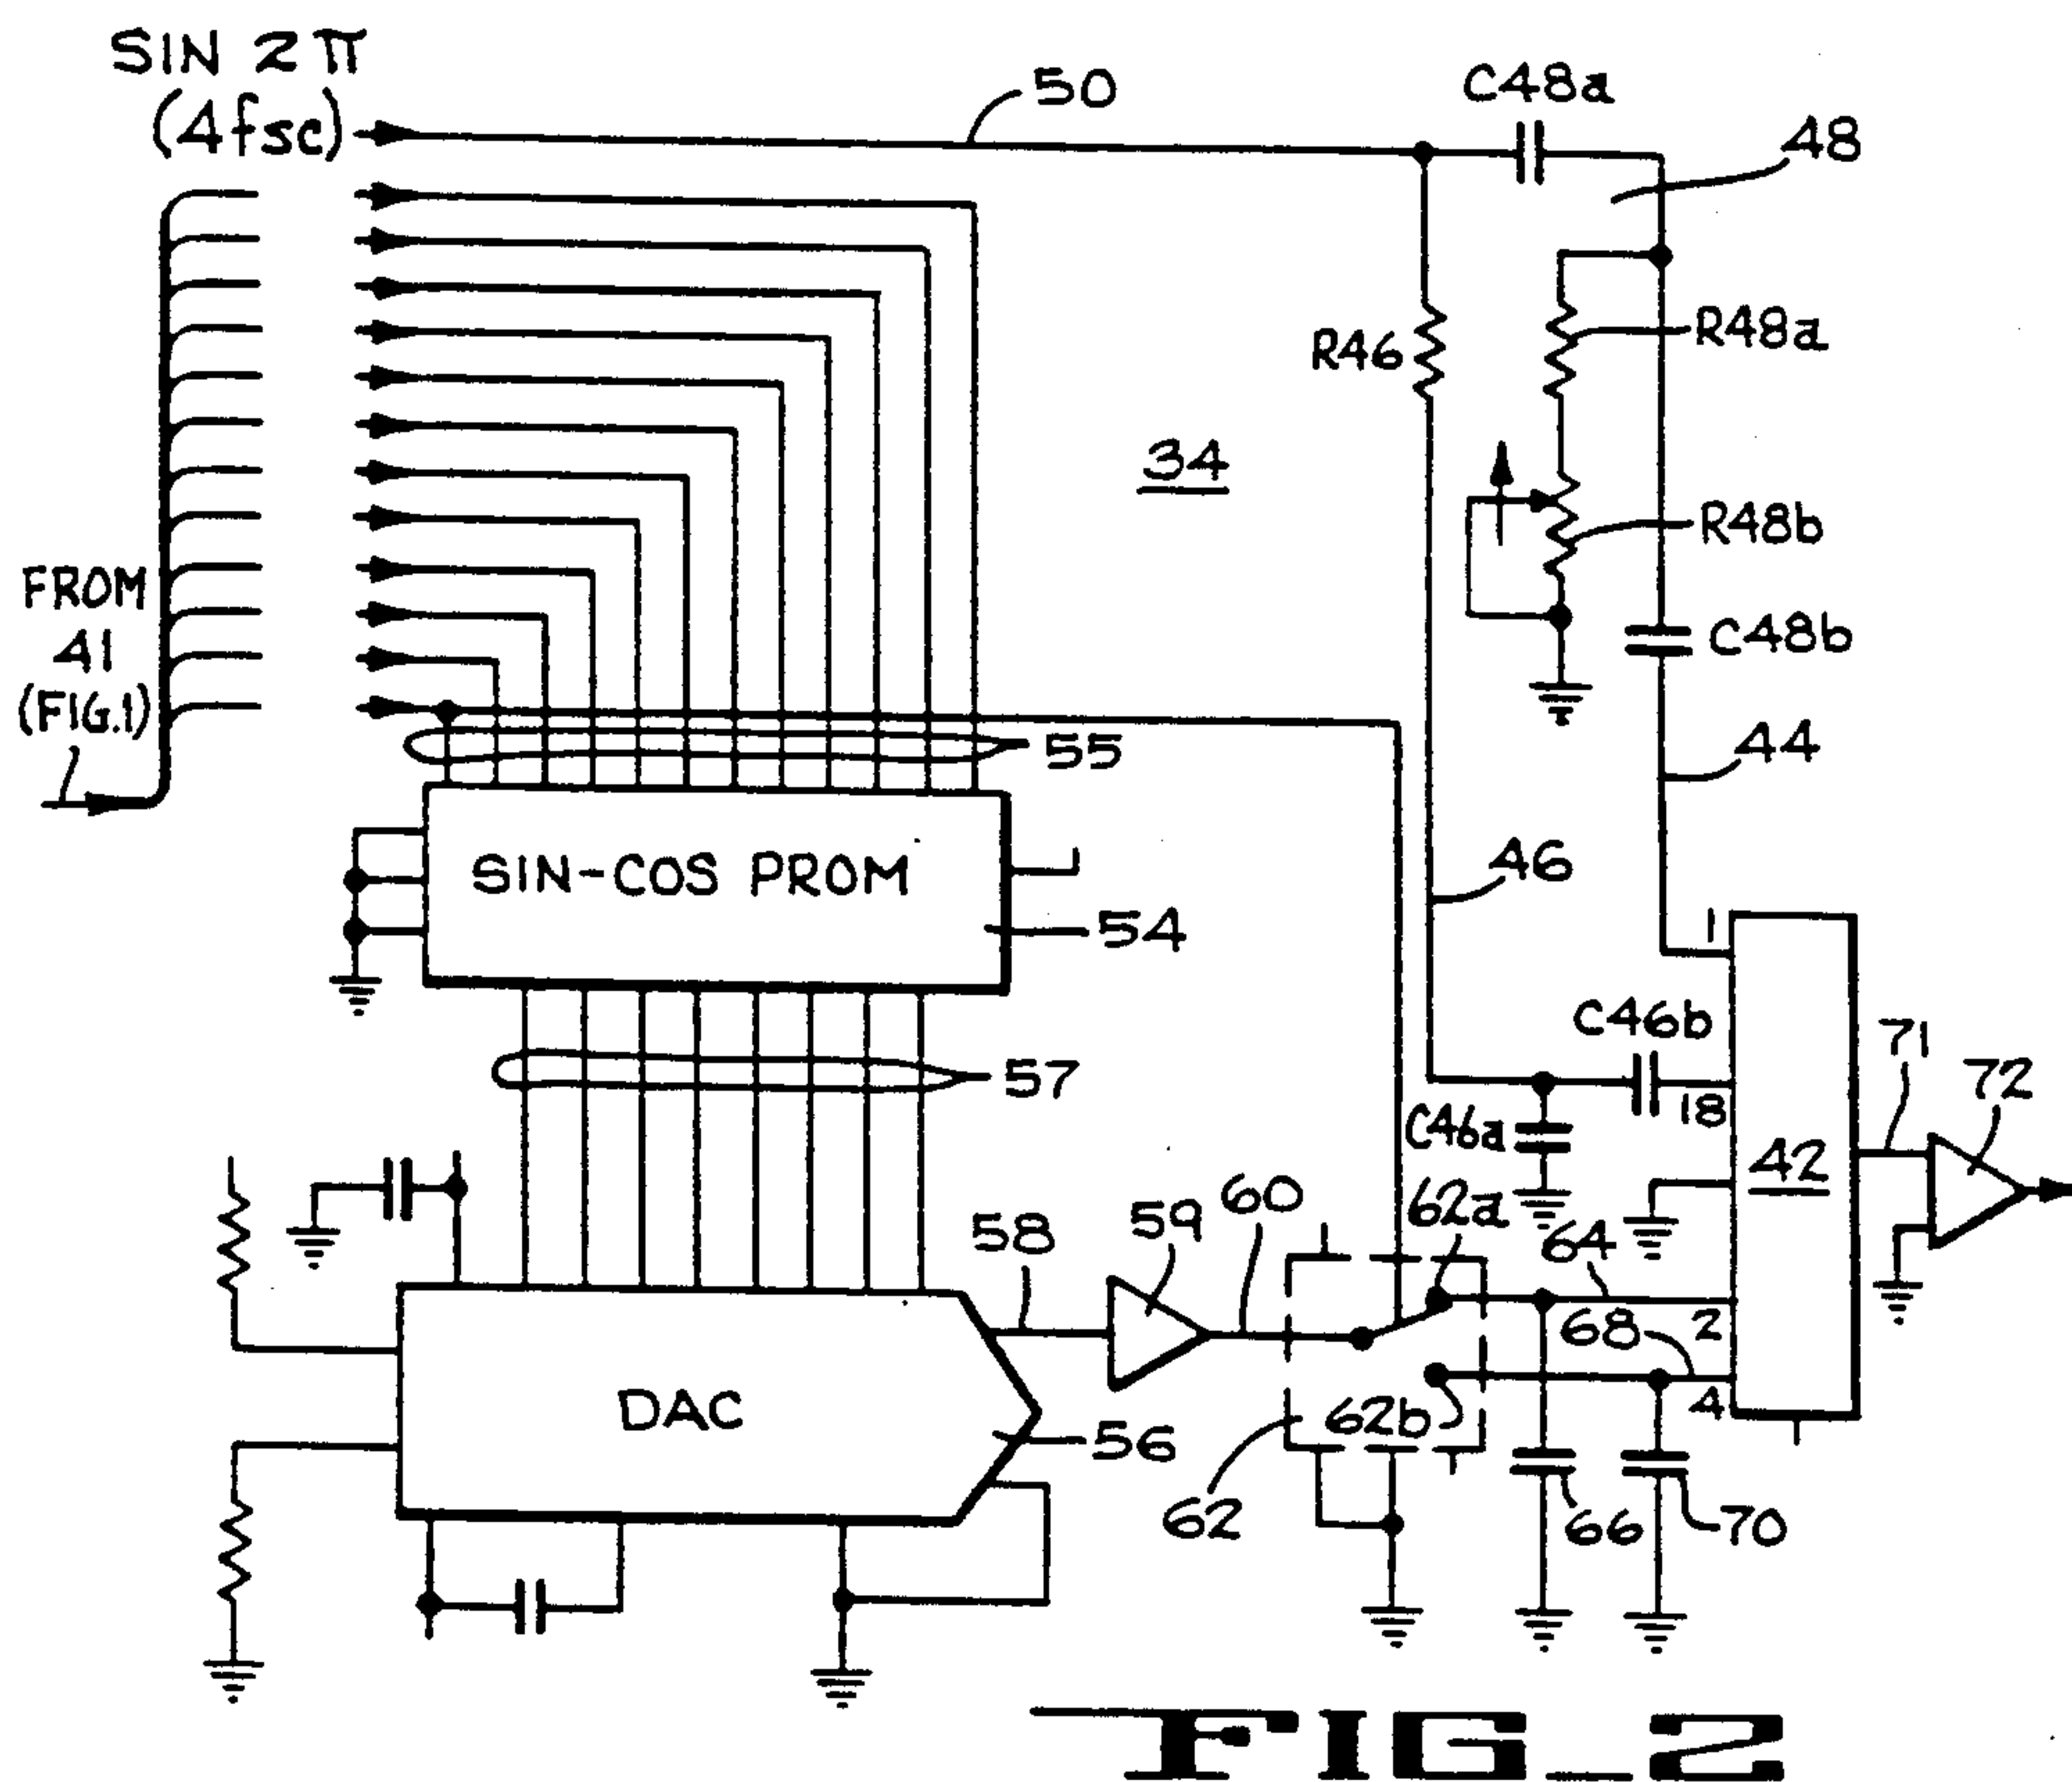 SIN 2 π
(4fsc)
50
C48a
48
R48a
R46
34
R48b
FROM
41
(FIG.1)
C48b
44
55
SIN-COS PROM
46
54
1
C46b
71
72
57
18
C46a
42
62a
60
59
58
64
2
68
4
DAC
62b
56
62
66
70
FIG_2